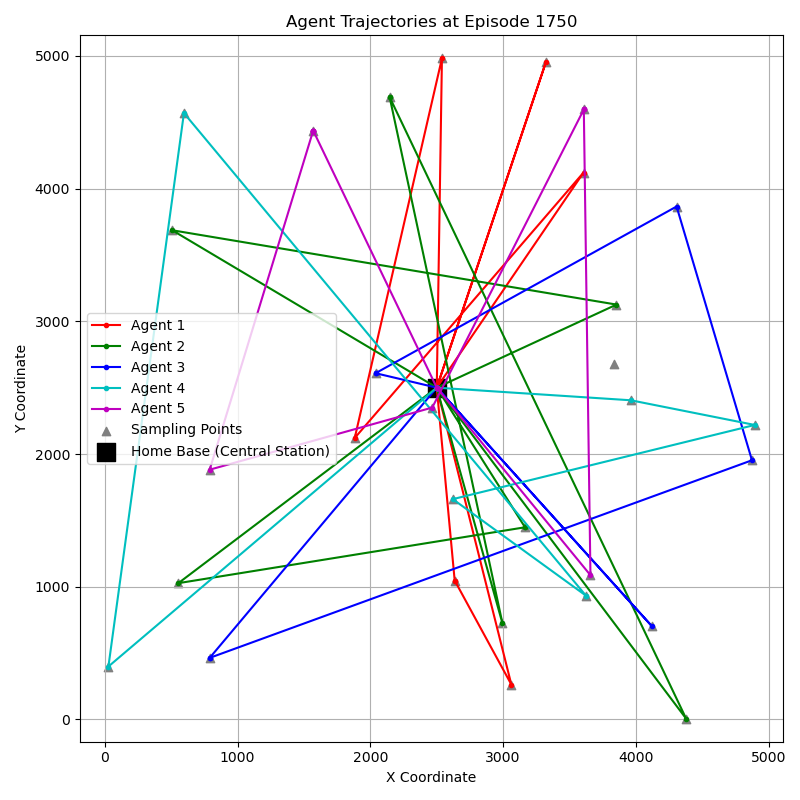 Agent Trajectories at Episode 1750
Y Coordinate
5000
4000
3000
2000
1000
0
Agent 1
Agent 2
Agent 3
Agent 4
Agent 5
Sampling Points
Home Base (Central Station)
0 1000 2000 3000 4000 5000
X Coordinate